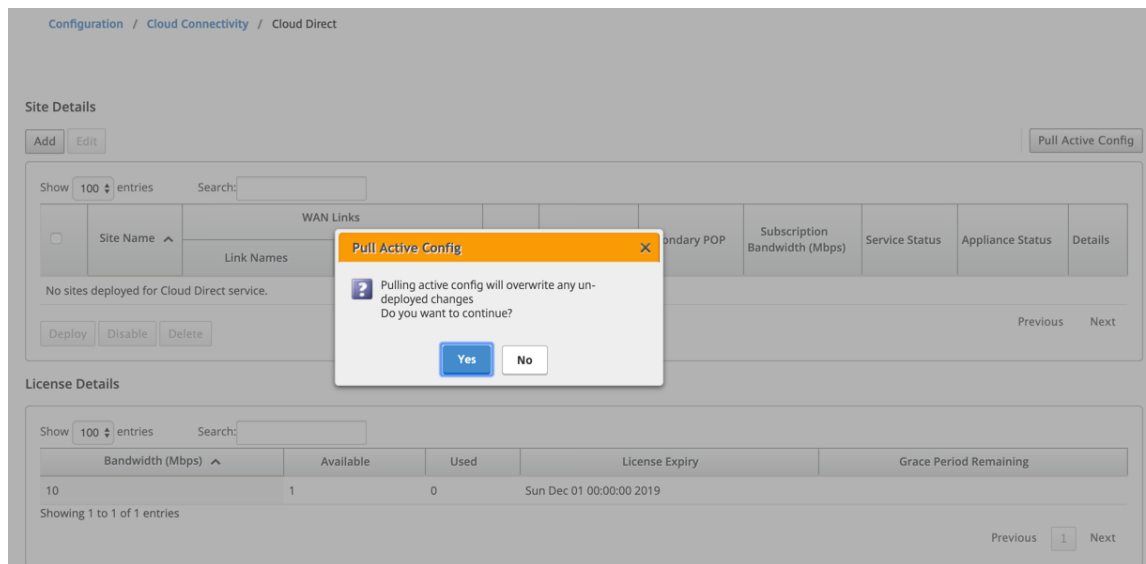 Configuration / Cloud Connectivity / Cloud Direct
Site Details
Add Edit Pull Active Config
Show 100 entries Search:
WAN Links
Site Name Link Names ondary POP Subscription Bandwidth (Mbps) Service Status Appliance Status Details
No sites deployed for Cloud Direct service.
Deploy Disable Delete Previous Next
Pull Active Config
Pulling active config will overwrite any un-
deployed changes
Do you want to continue?
Yes No
License Details
Show 100 entries Search:
Bandwidth (Mbps) Available Used License Expiry Grace Period Remaining
10 1 0 Sun Dec 01 00:00:00 2019
Showing 1 to 1 of 1 entries
Previous 1 Next